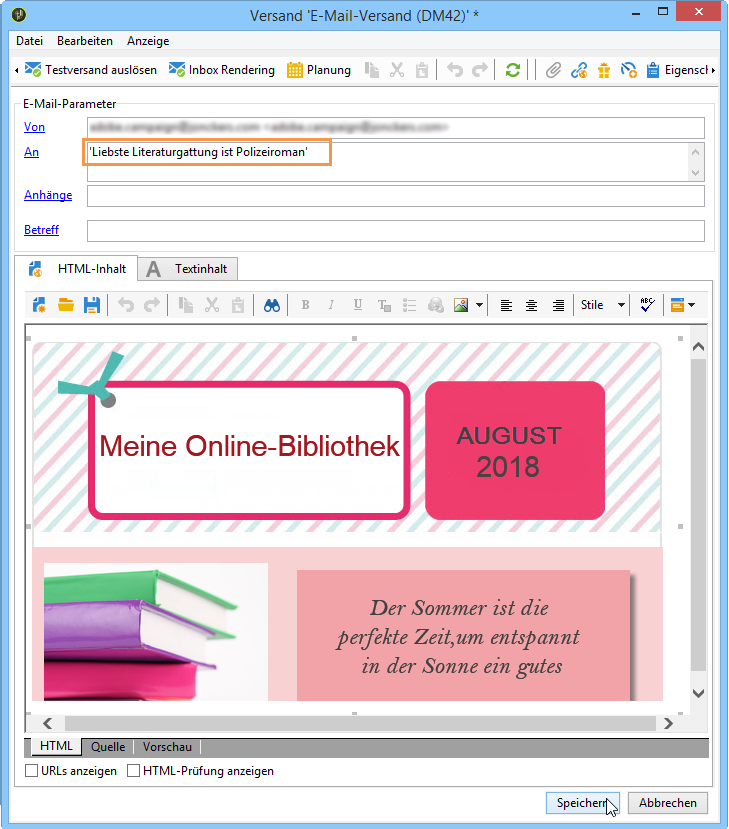 Versand 'E-Mail-Versand (DM42)' *
Datei Bearbeiten Anzeige
Testversand auslösen Inbox Rendering Planung Eigensch
E-Mail-Parameter
Von
An 'Liebste Literaturgattung ist Polizeiroman'
Anhänge
Betreff
HTML-Inhalt A Textinhalt
B I U Stile ABC
Meine Online-Bibliothek
AUGUST
2018
Der Sommer ist die
perfekte Zeit,um entspannt
in der Sonne ein gutes
HTML Quelle Vorschau
URLs anzeigen HTML-Prüfung anzeigen
Speichern Abbrechen